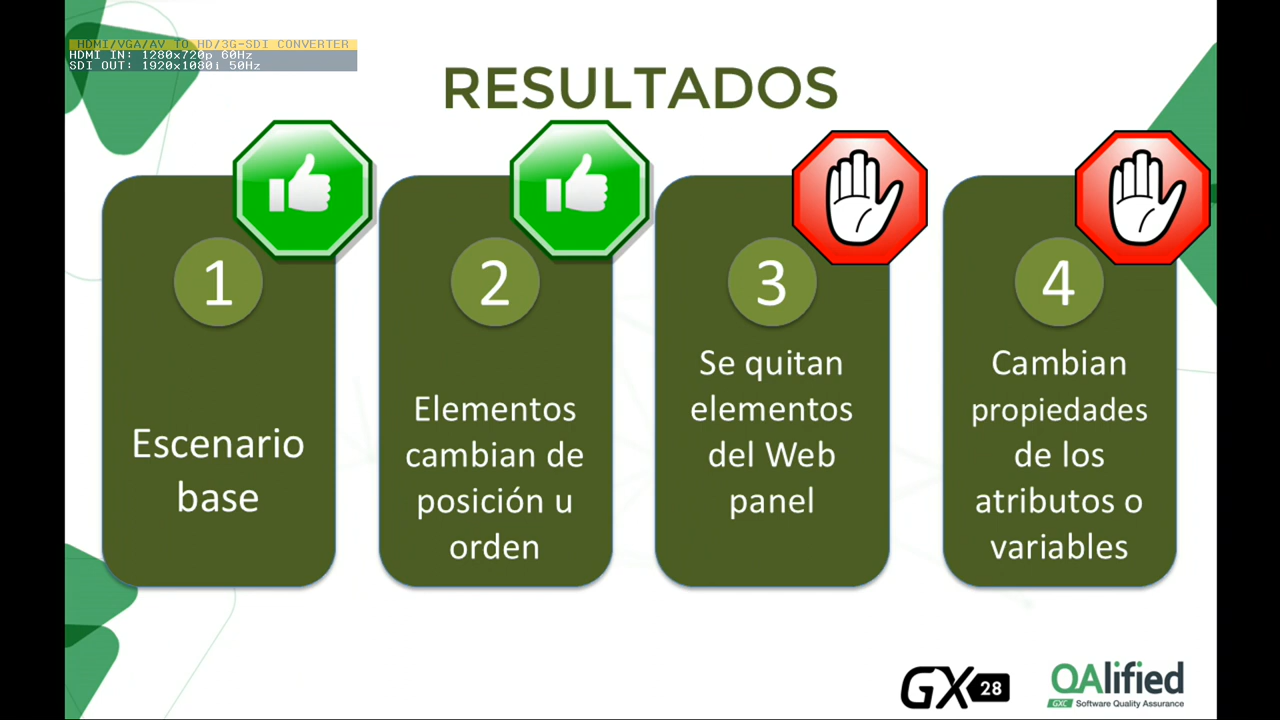 HDMI/VGA/AV TO HD/3G-SDI CONVERTER
HDMI IN: 1280x720p 60Hz
SDI OUT: 1920x1080i 50Hz
RESULTADOS
1
Escenario
base
2
Elementos
cambian de
posición u
orden
3
Se quitan
elementos
del Web
panel
4
Cambian
propiedades
de los
atributos o
variables
GX 28
QAlified
GXC Software Quality Assurance